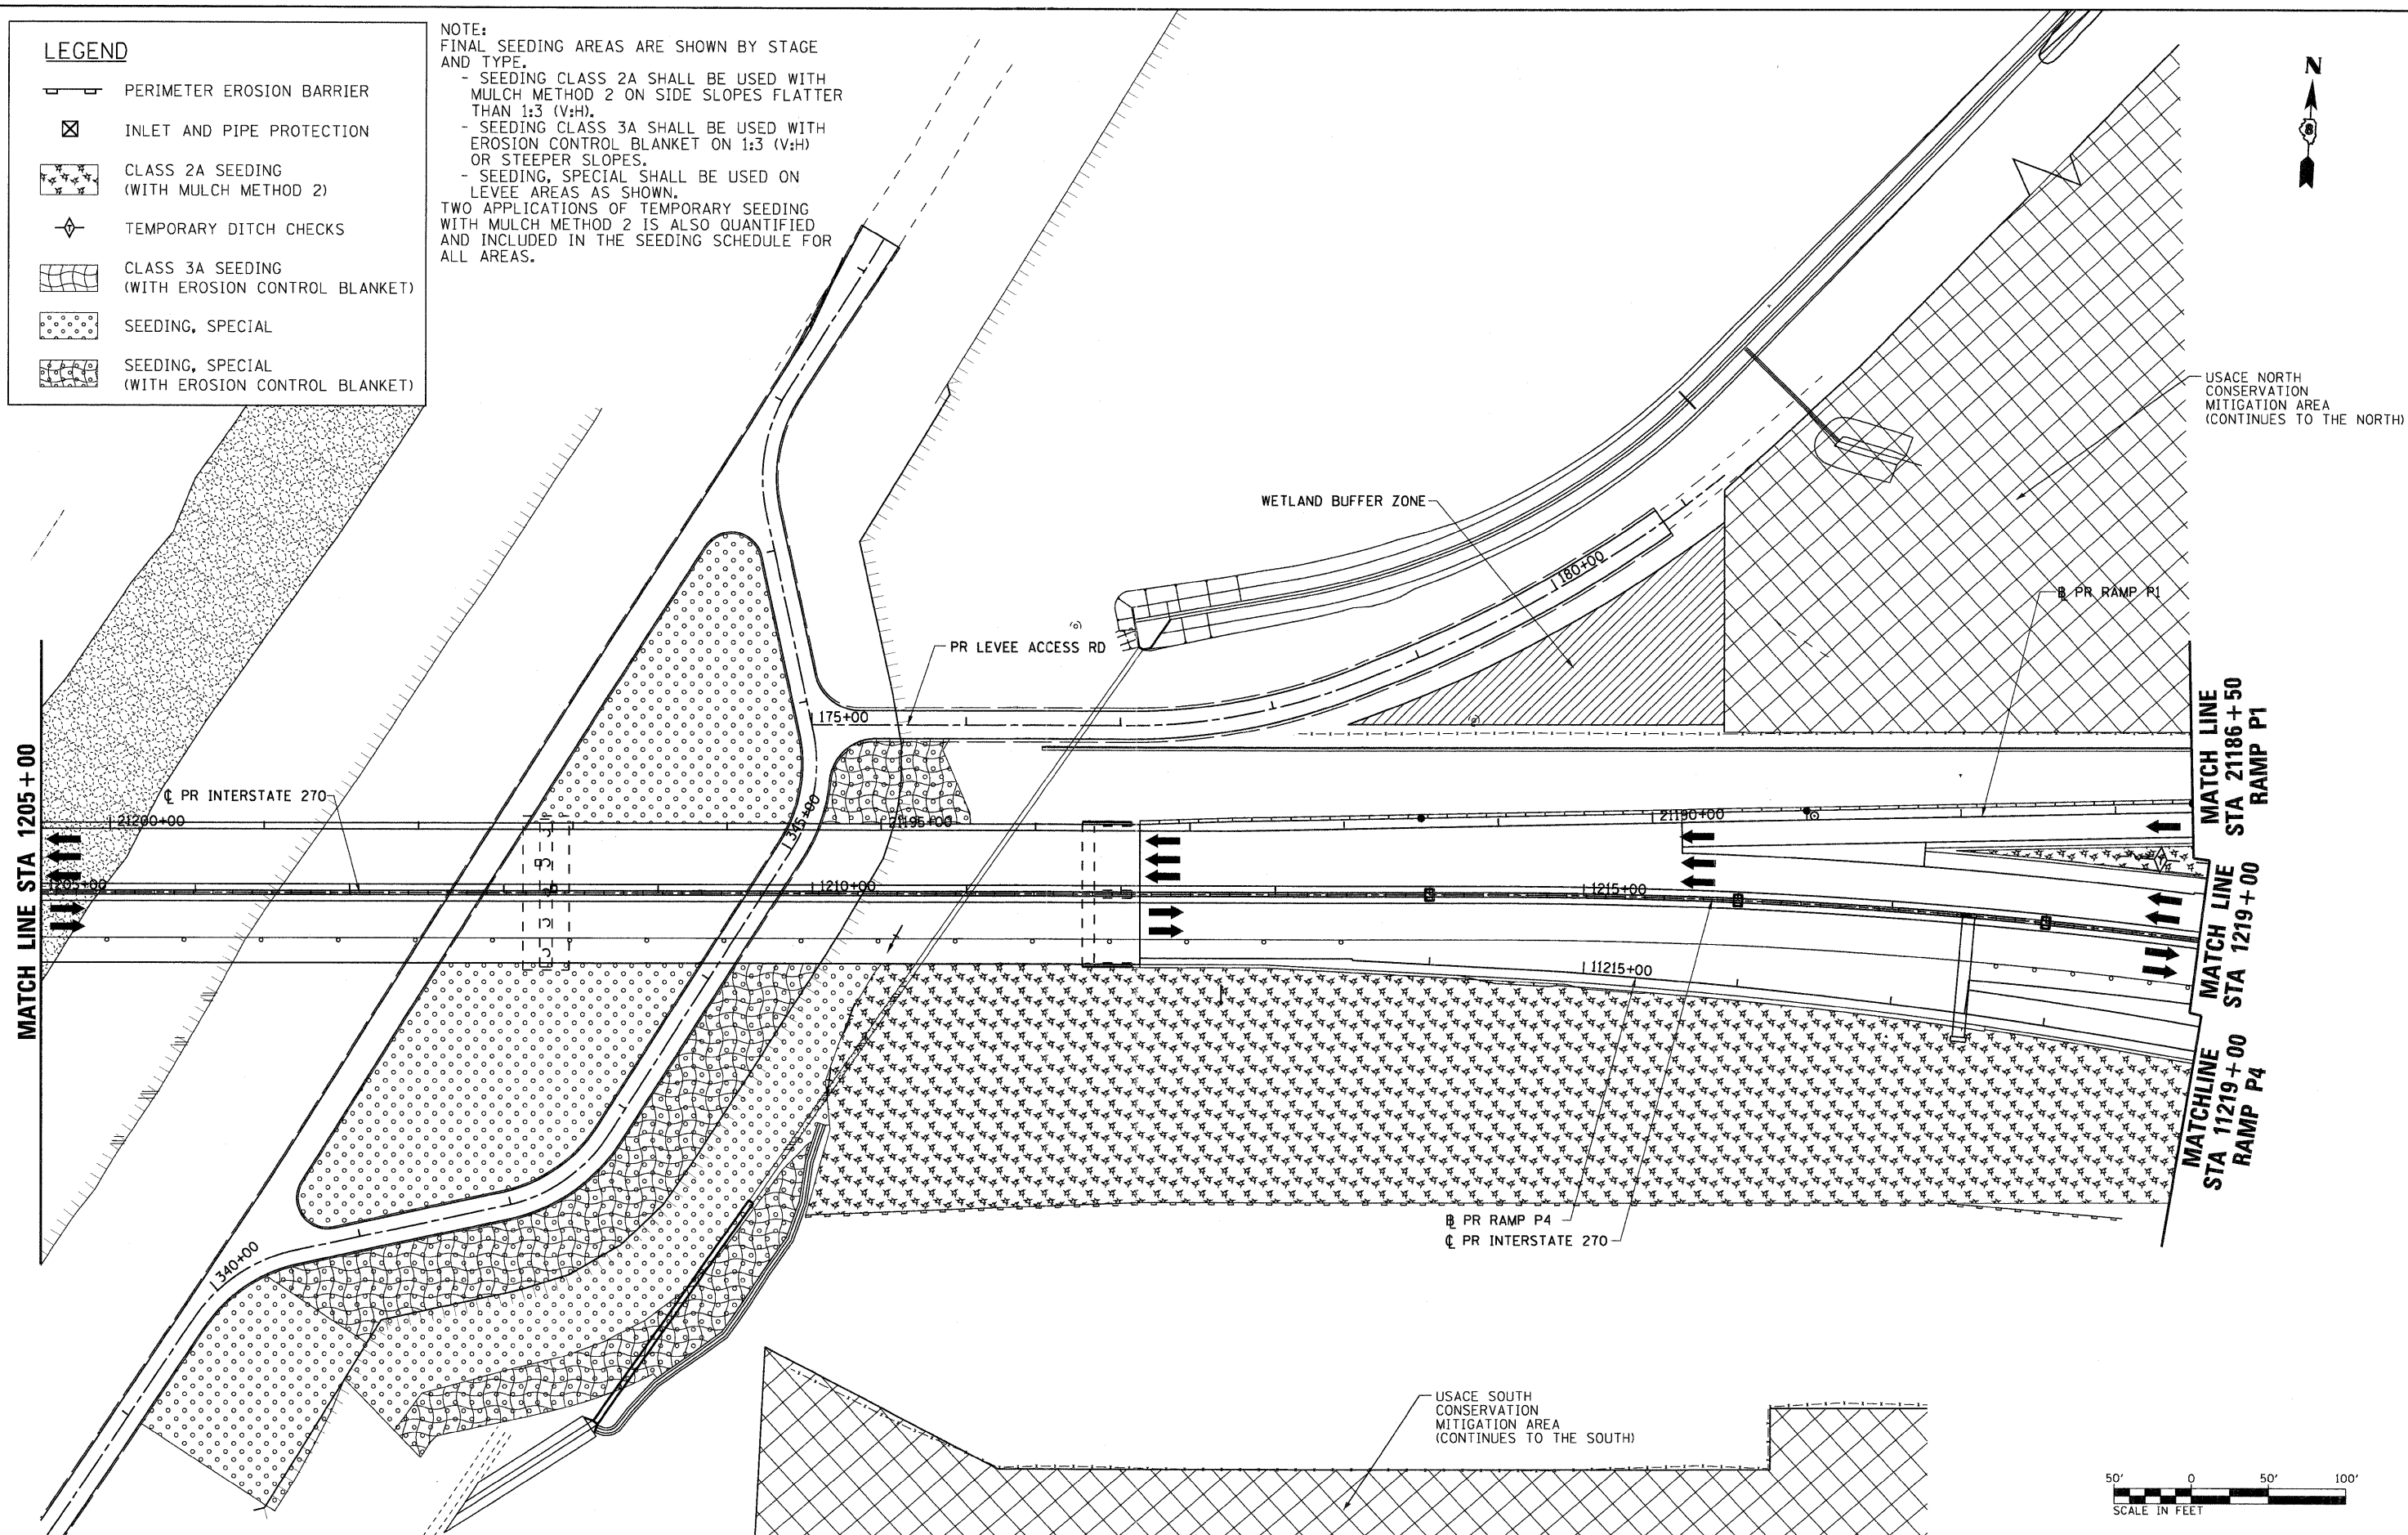 LEGEND
PERIMETER EROSION BARRIER
INLET AND PIPE PROTECTION
CLASS 2A SEEDING
(WITH MULCH METHOD 2)
TEMPORARY DITCH CHECKS
CLASS 3A SEEDING
(WITH EROSION CONTROL BLANKET)
SEEDING, SPECIAL
SEEDING, SPECIAL
(WITH EROSION CONTROL BLANKET)
NOTE:
FINAL SEEDING AREAS ARE SHOWN BY STAGE
AND TYPE.
- SEEDING CLASS 2A SHALL BE USED WITH
MULCH METHOD 2 ON SIDE SLOPES FLATTER
THAN 1:3 (V:H).
- SEEDING CLASS 3A SHALL BE USED WITH
EROSION CONTROL BLANKET ON 1:3 (V:H)
OR STEEPER SLOPES.
- SEEDING, SPECIAL SHALL BE USED ON
LEVEE AREAS AS SHOWN.
TWO APPLICATIONS OF TEMPORARY SEEDING
WITH MULCH METHOD 2 IS ALSO QUANTIFIED
AND INCLUDED IN THE SEEDING SCHEDULE FOR
ALL AREAS.
N
USACE NORTH
CONSERVATION
MITIGATION AREA
(CONTINUES TO THE NORTH)
WETLAND BUFFER ZONE
180+00
℄ PR RAMP P1
PR LEVEE ACCESS RD
175+00
MATCH LINE
STA 21186+50
RAMP P1
MATCH LINE STA 1205+00
℄ PR INTERSTATE 270
21200+00
345+00
21195+00
21190+00
1205+00
1210+00
1215+00
11215+00
MATCH LINE
STA 1219+00
MATCHLINE
STA 11219+00
RAMP P4
℄ PR RAMP P4
℄ PR INTERSTATE 270
340+00
USACE SOUTH
CONSERVATION
MITIGATION AREA
(CONTINUES TO THE SOUTH)
50' 0 50' 100'
SCALE IN FEET